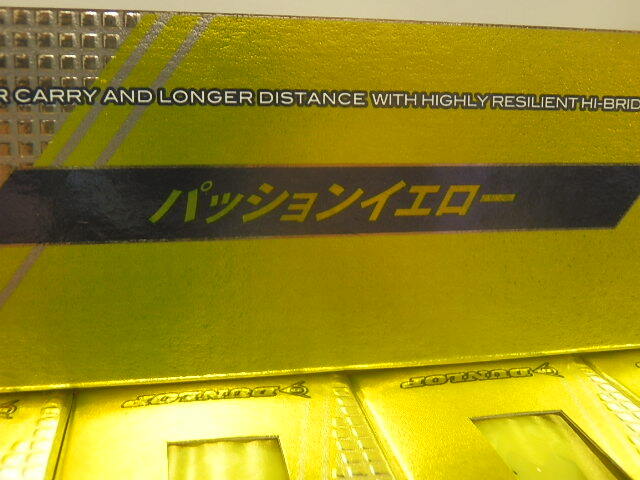 R CARRY AND LONGER DISTANCE WITH HIGHLY RESILIENT HI-BRID
パッションイエロー
DUNLOP
DUNLOP